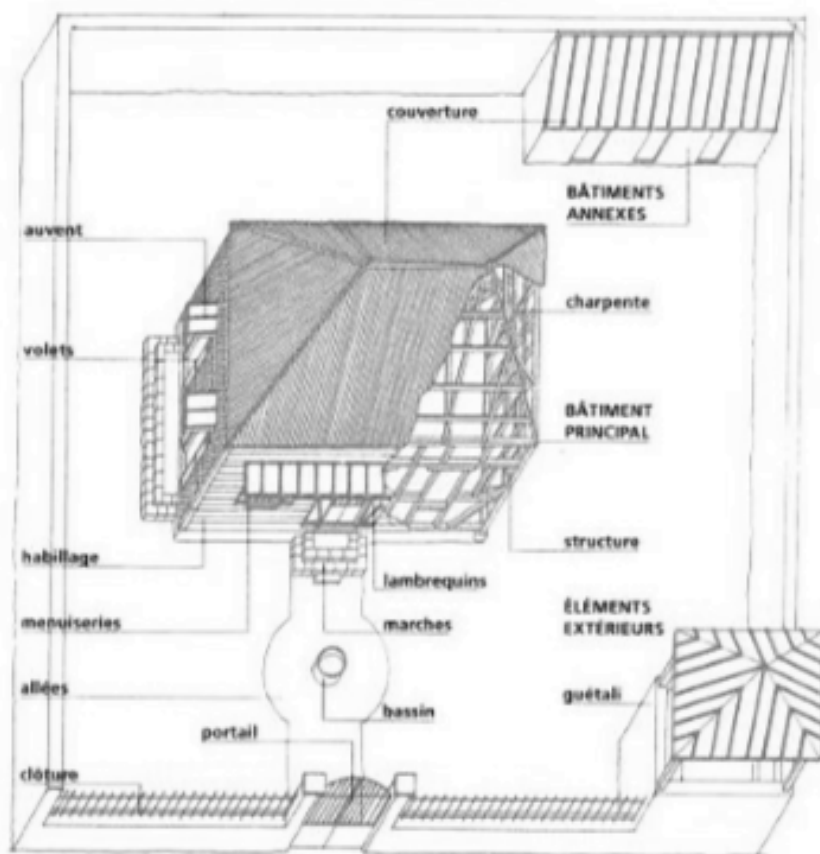 couverture
BÂTIMENTS
ANNEXES
auvent
charpente
volets
BÂTIMENT
PRINCIPAL
habillage
structure
lambrequins
menuiseries
marches
ÉLÉMENTS
EXTÉRIEURS
allées
guétali
bassin
portail
clôture